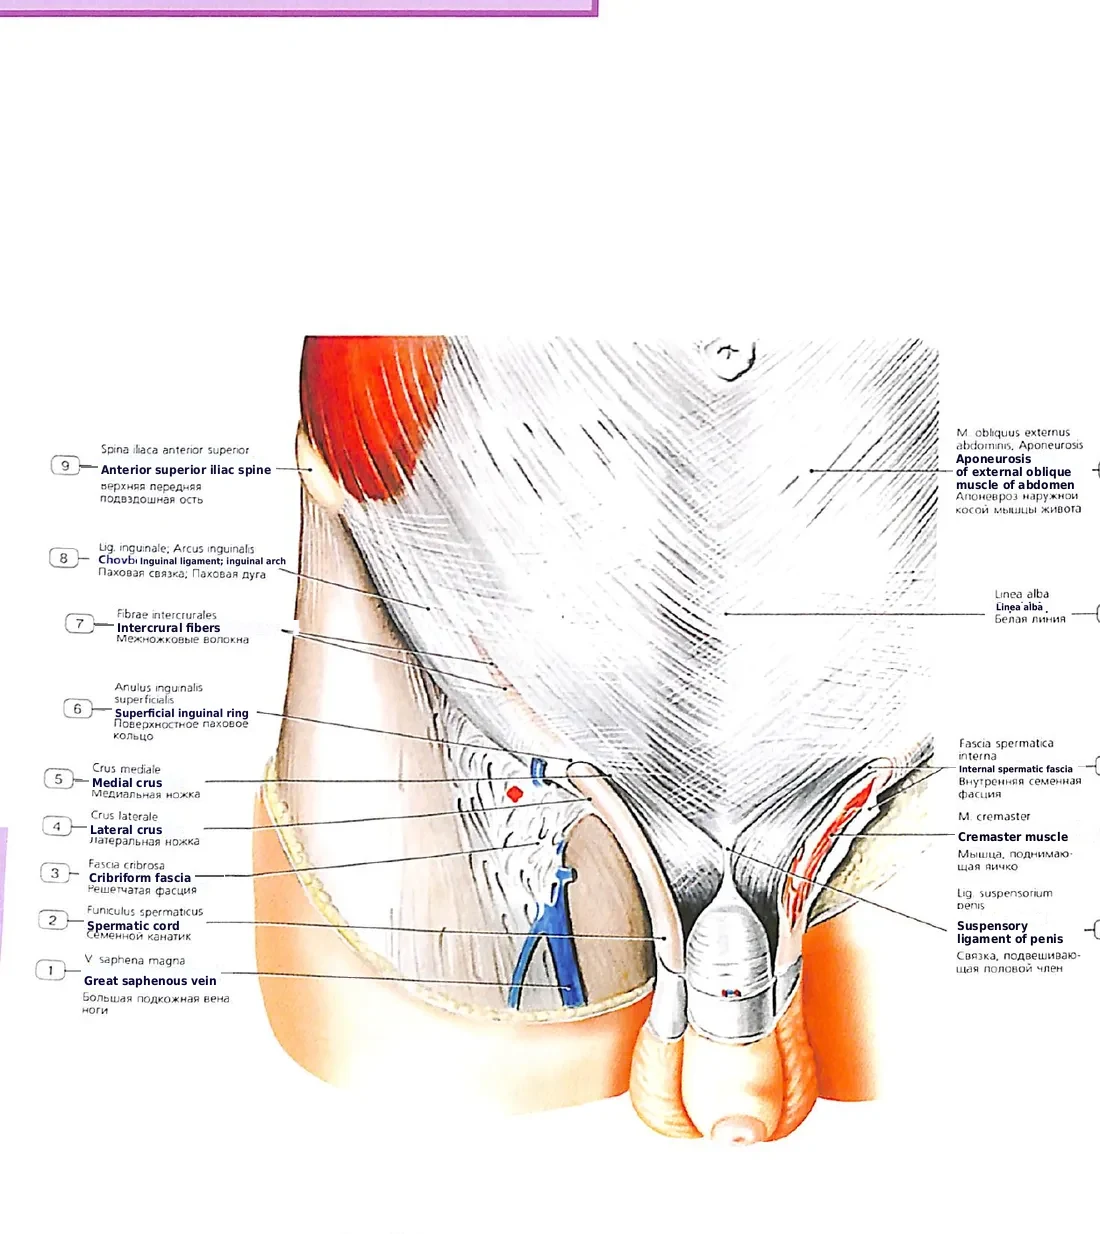 Spina iliaca anterior superior
9
Anterior superior iliac spine
верхняя передняя
подвздошная ость
Lig. inguinale; Arcus inguinalis
8
Inguinal ligament; inguinal arch
Паховая связка; Паховая дуга
Fibrae intercrurales
7
Intercrural fibers
Межножковые волокна
Anulus inguinalis
superficialis
6
Superficial inguinal ring
Поверхностное паховое
кольцо
Crus mediale
5
Medial crus
Медиальная ножка
Crus laterale
4
Lateral crus
Латеральная ножка
Fascia cribrosa
3
Cribriform fascia
Решетчатая фасция
Funiculus spermaticus
2
Spermatic cord
Семенной канатик
V. saphena magna
1
Great saphenous vein
Большая подкожная вена
ноги
M. obliquus externus
abdominis, Aponeurosis
Aponeurosis
of external oblique
muscle of abdomen
Апоневроз наружной
косой мышцы живота
Linea alba
Linea alba
Белая линия
Fascia spermatica
interna
Internal spermatic fascia
Внутренняя семенная
фасция
M. cremaster
Cremaster muscle
Мышца, поднимаю-
щая яичко
Lig. suspensorium
penis
Suspensory
ligament of penis
Связка, подвешиваю-
щая половой член